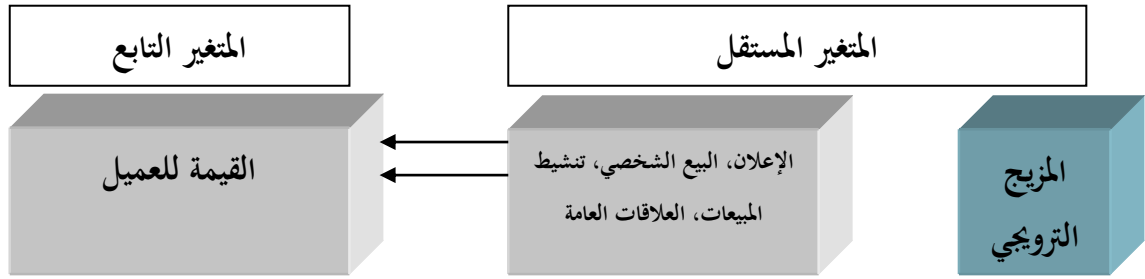 المتغير المستقل
المتغير التابع
المزيج
الترويجي
الإعلان، البيع الشخصي، تنشيط
المبيعات، العلاقات العامة
القيمة للعميل